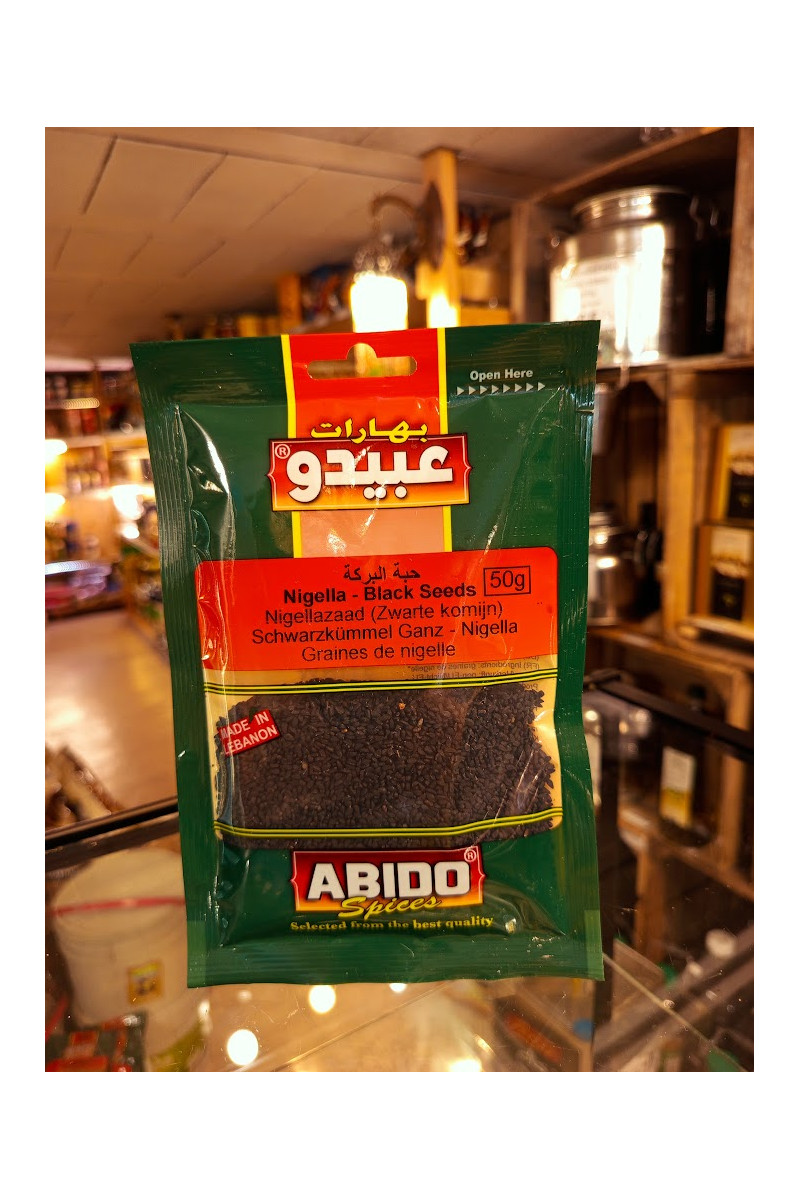 Open Here
بهارات
عبيدو®
حبة البركة
Nigella - Black Seeds 50g
Nigellazaad (Zwarte komijn)
Schwarzkümmel Ganz - Nigella
Graines de nigelle
MADE IN
LEBANON
ABIDO®
Spices
Selected from the best quality